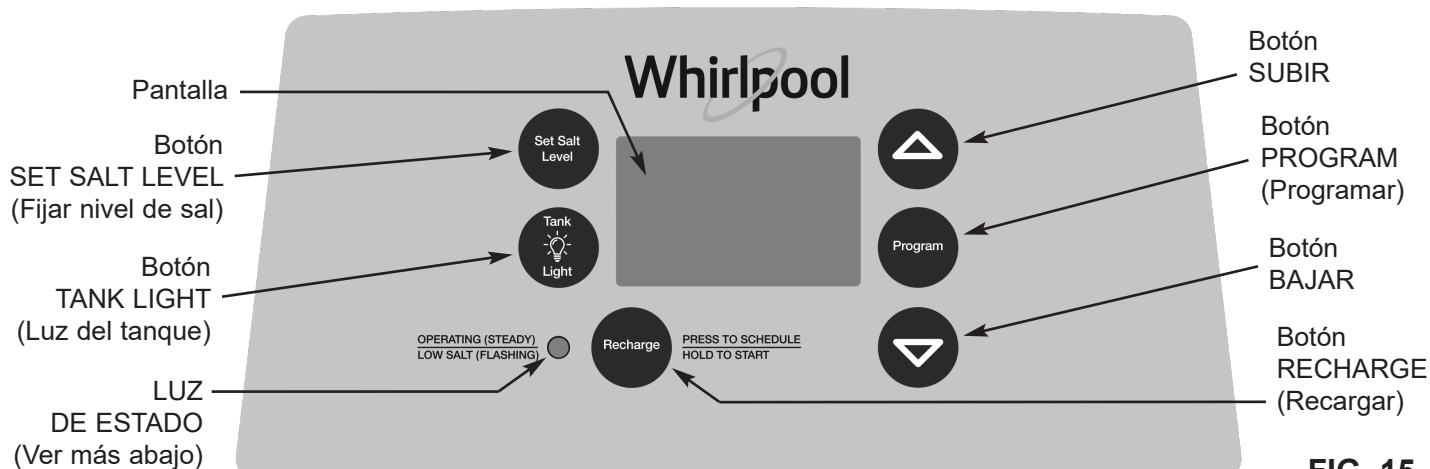 Whirlpool
Pantalla
Botón
SET SALT LEVEL
(Fijar nivel de sal)
Botón
TANK LIGHT
(Luz del tanque)
LUZ
DE ESTADO
(Ver más abajo)
Set Salt
Level
Tank
Light
OPERATING (STEADY)
LOW SALT (FLASHING)
Recharge
PRESS TO SCHEDULE
HOLD TO START
Program
Botón
SUBIR
Botón
PROGRAM
(Programar)
Botón
BAJAR
Botón
RECHARGE
(Recargar)
FIG. 15